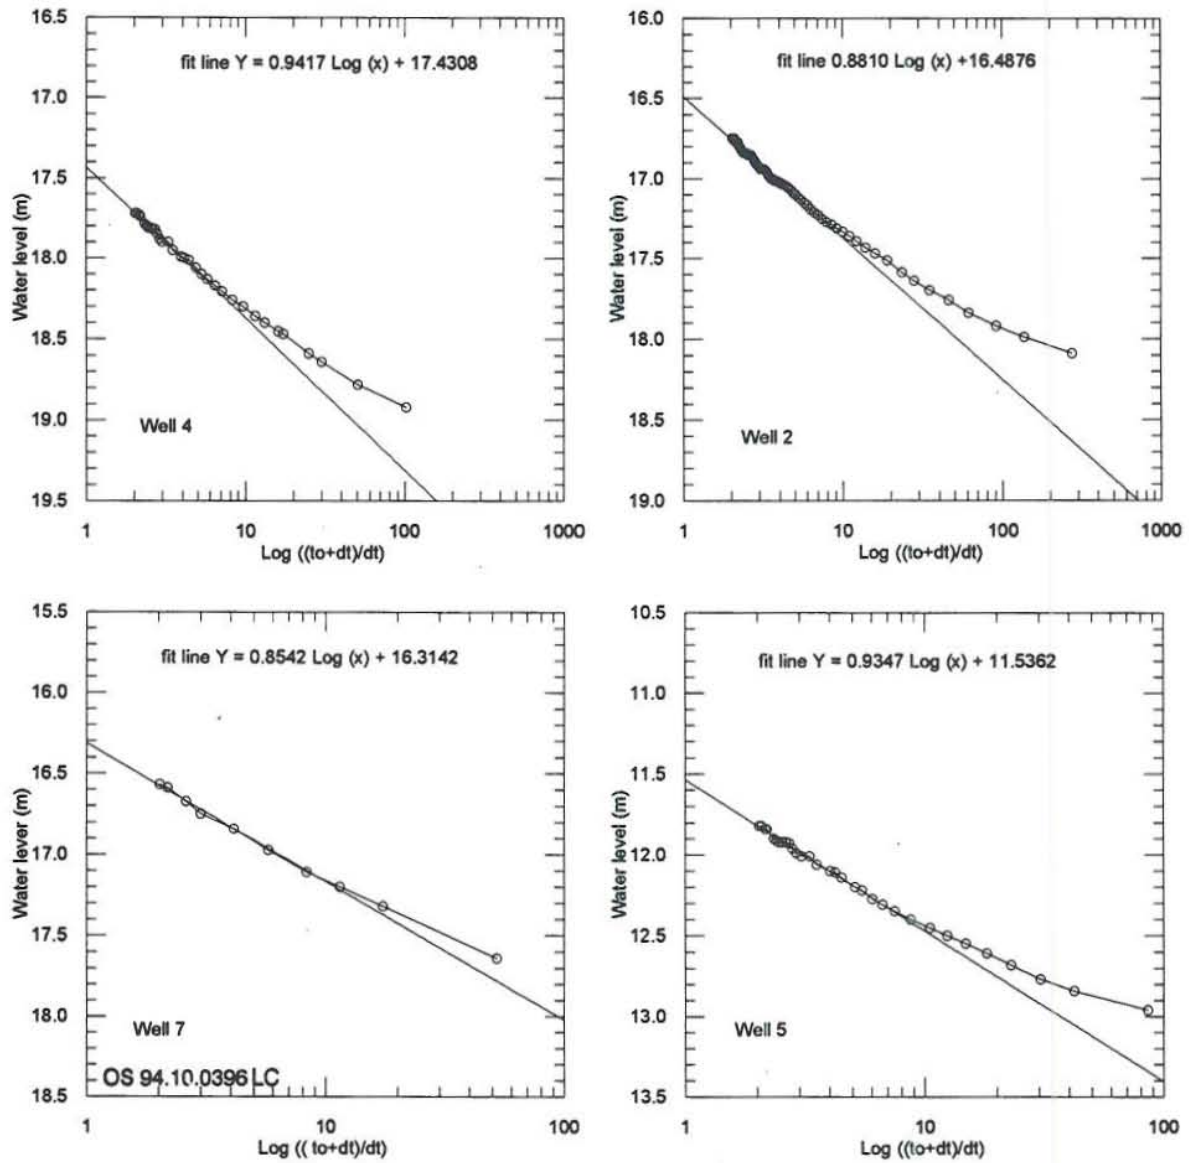 16.5
fit line Y = 0.9417 Log (x) + 17.4308
17.0
17.5
18.0
18.5
19.0
19.5
Water level (m)
Well 4
1 10 100 1000
Log ((to+dt)/dt)
16.0
fit line 0.8810 Log (x) +16.4876
16.5
17.0
17.5
18.0
18.5
19.0
Water level (m)
Well 2
1 10 100 1000
Log ((to+dt)/dt)
15.5
fit line Y = 0.8542 Log (x) + 16.3142
16.0
16.5
17.0
17.5
18.0
18.5
Water lever (m)
Well 7
OS 94.10.0396 LC
1 10 100
Log (( to+dt)/dt)
10.5
fit line Y = 0.9347 Log (x) + 11.5362
11.0
11.5
12.0
12.5
13.0
13.5
Water level (m)
Well 5
1 10 100
Log ((to+dt)/dt)